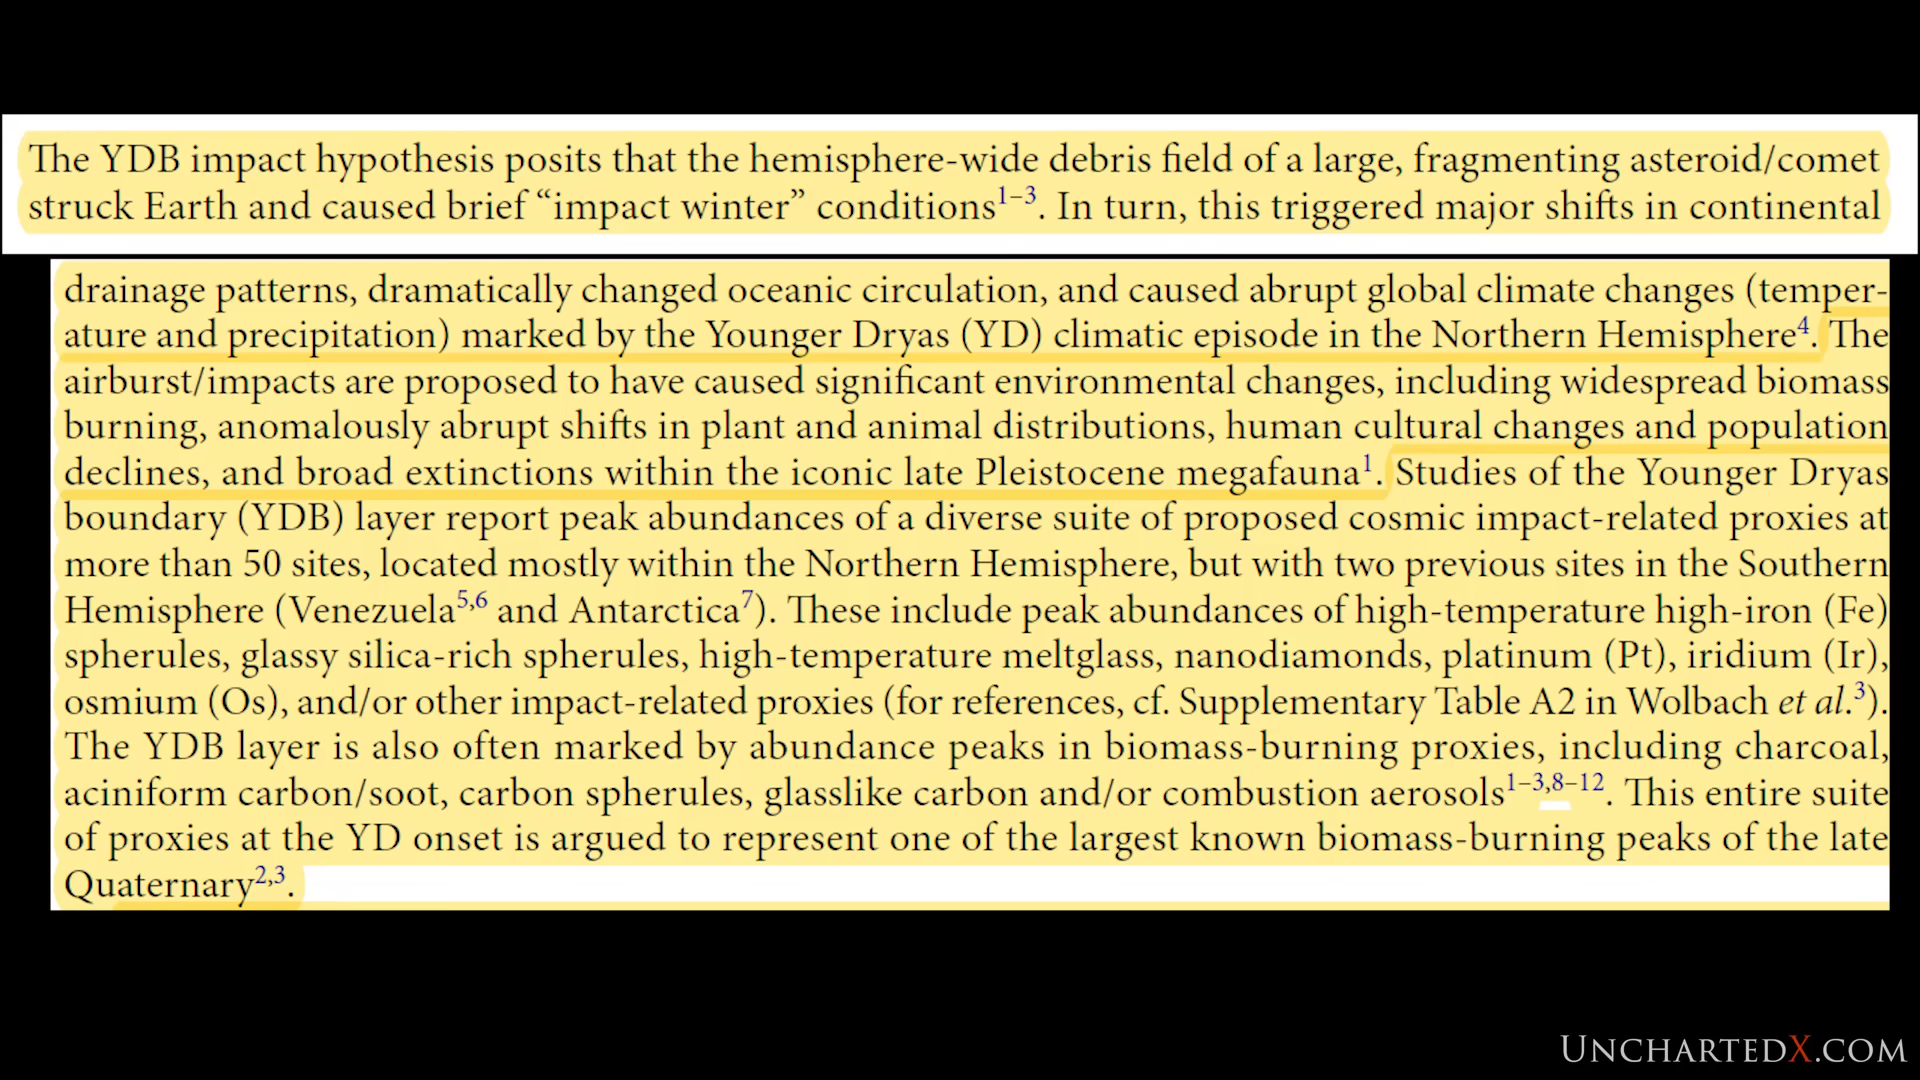 The YDB impact hypothesis posits that the hemisphere-wide debris field of a large, fragmenting asteroid/comet
struck Earth and caused brief “impact winter” conditions1–3. In turn, this triggered major shifts in continental
drainage patterns, dramatically changed oceanic circulation, and caused abrupt global climate changes (temper-
ature and precipitation) marked by the Younger Dryas (YD) climatic episode in the Northern Hemisphere4. The
airburst/impacts are proposed to have caused significant environmental changes, including widespread biomass
burning, anomalously abrupt shifts in plant and animal distributions, human cultural changes and population
declines, and broad extinctions within the iconic late Pleistocene megafauna1. Studies of the Younger Dryas
boundary (YDB) layer report peak abundances of a diverse suite of proposed cosmic impact-related proxies at
more than 50 sites, located mostly within the Northern Hemisphere, but with two previous sites in the Southern
Hemisphere (Venezuela5,6 and Antarctica7). These include peak abundances of high-temperature high-iron (Fe)
spherules, glassy silica-rich spherules, high-temperature meltglass, nanodiamonds, platinum (Pt), iridium (Ir),
osmium (Os), and/or other impact-related proxies (for references, cf. Supplementary Table A2 in Wolbach et al.3).
The YDB layer is also often marked by abundance peaks in biomass-burning proxies, including charcoal,
aciniform carbon/soot, carbon spherules, glasslike carbon and/or combustion aerosols1–3,8–12. This entire suite
of proxies at the YD onset is argued to represent one of the largest known biomass-burning peaks of the late
Quaternary2,3.
UNCHARTEDX.COM